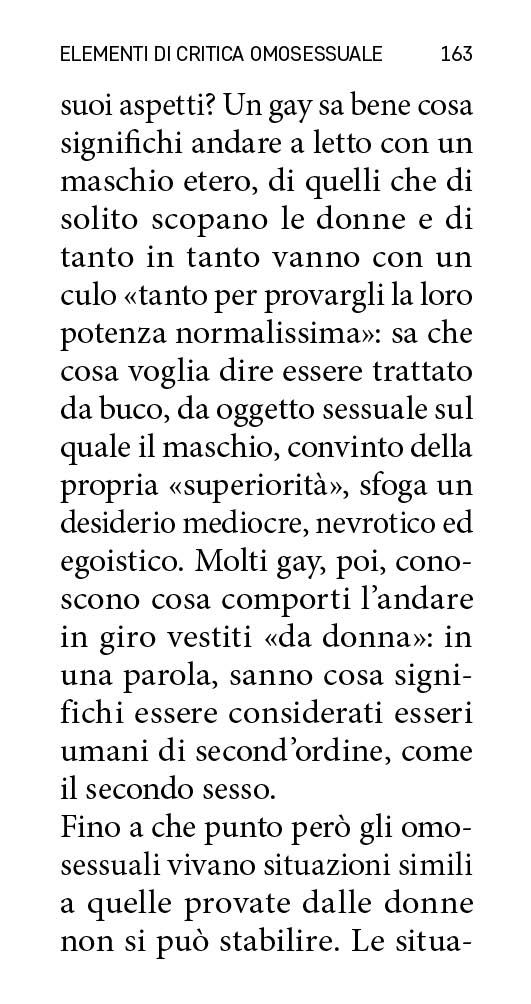 ELEMENTI DI CRITICA OMOSESSUALE 163
suoi aspetti? Un gay sa bene cosa
significhi andare a letto con un
maschio etero, di quelli che di
solito scopano le donne e di
tanto in tanto vanno con un
culo «tanto per provargli la loro
potenza normalissima»: sa che
cosa voglia dire essere trattato
da buco, da oggetto sessuale sul
quale il maschio, convinto della
propria «superiorità», sfoga un
desiderio mediocre, nevrotico ed
egoistico. Molti gay, poi, cono-
scono cosa comporti l’andare
in giro vestiti «da donna»: in
una parola, sanno cosa signi-
fichi essere considerati esseri
umani di second’ordine, come
il secondo sesso.
Fino a che punto però gli omo-
sessuali vivano situazioni simili
a quelle provate dalle donne
non si può stabilire. Le situa-